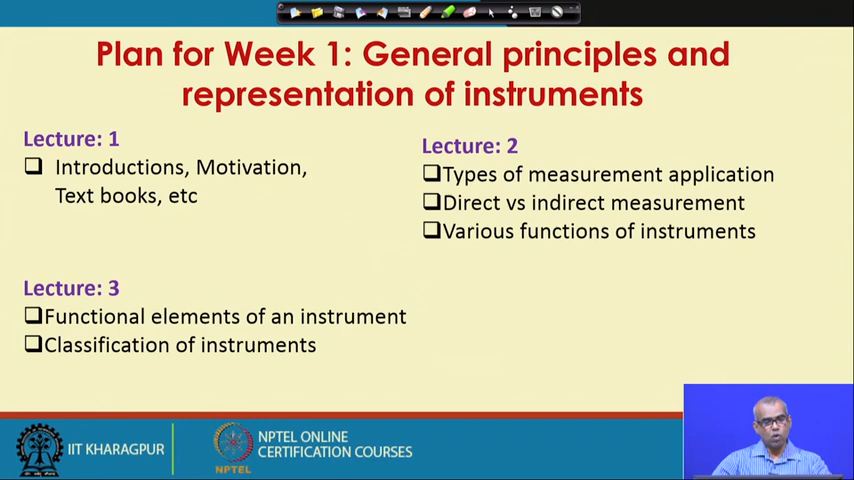 Plan for Week 1: General principles and
representation of instruments
Lecture: 1
Introductions, Motivation,
Text books, etc
Lecture: 2
Types of measurement application
Direct vs indirect measurement
Various functions of instruments
Lecture: 3
Functional elements of an instrument
Classification of instruments
IIT KHARAGPUR
NPTEL
NPTEL ONLINE
CERTIFICATION COURSES